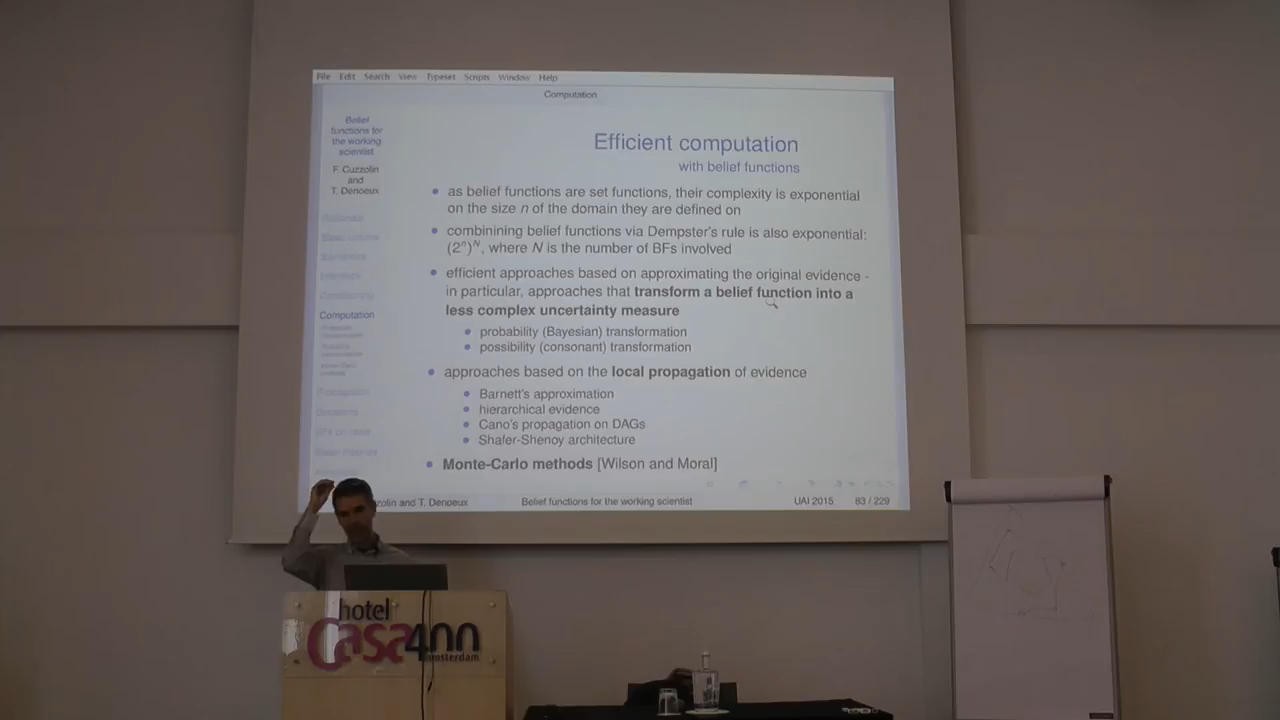 File Edit Search View Typeset Scripts Window Help
Computation
Belief
functions for
the working
scientist
F. Cuzzolin
and
T. Denoeux
Computation
Efficient computation
with belief functions
as belief functions are set functions, their complexity is exponential
on the size n of the domain they are defined on
combinining belief functions via Dempster's rule is also exponential:
(2ⁿ)ᴺ, where N is the number of BFs involved
efficient approaches based on approximating the original evidence -
in particular, approaches that transform a belief function into a
less complex uncertainty measure
probability (Bayesian) transformation
possibility (consonant) transformation
approaches based on the local propagation of evidence
Barnett's approximation
hierarchical evidence
Cano's propagation on DAGs
Shafer-Shenoy architecture
Monte-Carlo methods [Wilson and Moral]
zolin and T. Denoeux Belief functions for the working scientist UAI 2015 83 / 229
hotel
Casa400
amsterdam